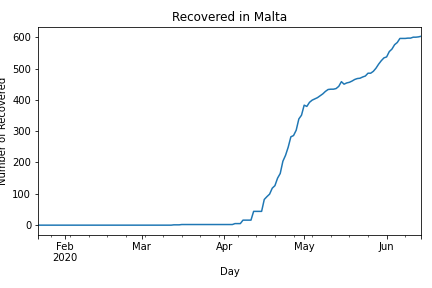 Recovered in Malta
Number of Recovered
600
500
400
300
200
100
0
Feb
2020
Mar
Apr
May
Jun
Day